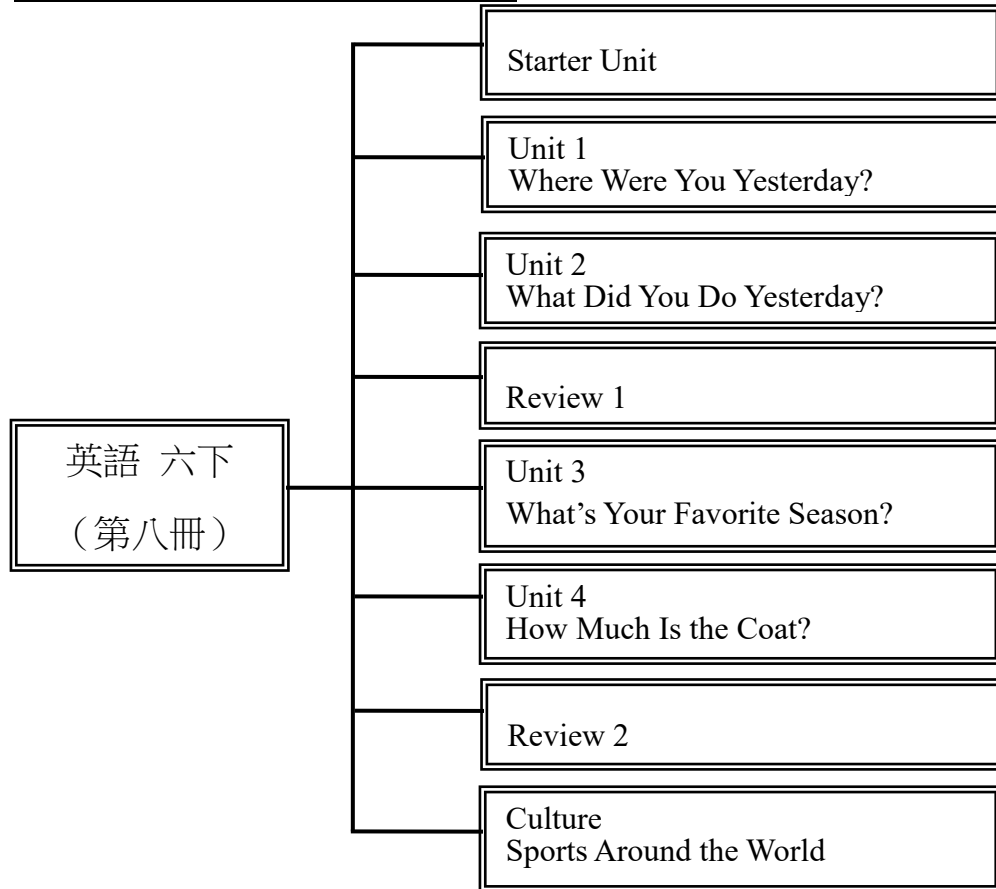 Starter Unit
Unit 1
Where Were You Yesterday?
Unit 2
What Did You Do Yesterday?
Review 1
英語 六下
（第八冊）
Unit 3
What’s Your Favorite Season?
Unit 4
How Much Is the Coat?
Review 2
Culture
Sports Around the World